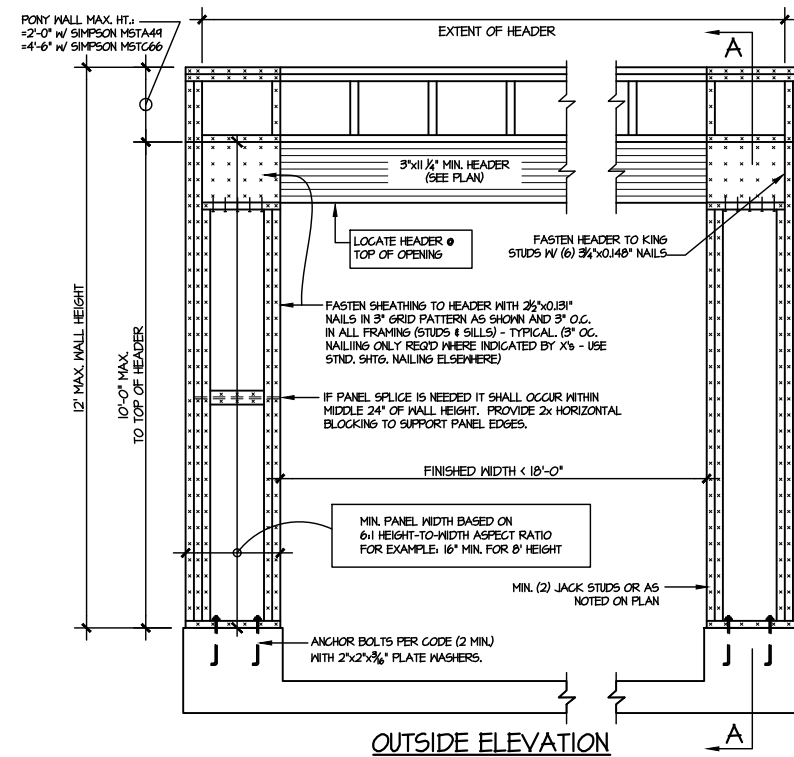 PONY WALL MAX. HT.:
=2'-0" W/ SIMPSON MSTA49
=4'-6" W/ SIMPSON MSTC66
EXTENT OF HEADER
A
3"x11 1/4" MIN. HEADER
(SEE PLAN)
LOCATE HEADER @
TOP OF OPENING
FASTEN HEADER TO KING
STUDS W/ (6) 3/4"x0.148" NAILS
FASTEN SHEATHING TO HEADER WITH 2½"x0.131"
NAILS IN 3" GRID PATTERN AS SHOWN AND 3" O.C.
IN ALL FRAMING (STUDS & SILLS) - TYPICAL. (3" OC.
NAILIING ONLY REQ'D WHERE INDICATED BY X's - USE
STND. SHTG. NAILING ELSEWHERE)
12' MAX. WALL HEIGHT
10'-0" MAX.
TO TOP OF HEADER
IF PANEL SPLICE IS NEEDED IT SHALL OCCUR WITHIN
MIDDLE 24" OF WALL HEIGHT. PROVIDE 2x HORIZONTAL
BLOCKING TO SUPPORT PANEL EDGES.
FINISHED WIDTH < 18'-0"
MIN. PANEL WIDTH BASED ON
6:1 HEIGHT-TO-WIDTH ASPECT RATIO
FOR EXAMPLE: 16" MIN. FOR 8' HEIGHT
MIN. (2) JACK STUDS OR AS
NOTED ON PLAN
ANCHOR BOLTS PER CODE (2 MIN.)
WITH 2"x2"x3/16" PLATE WASHERS.
A
OUTSIDE ELEVATION